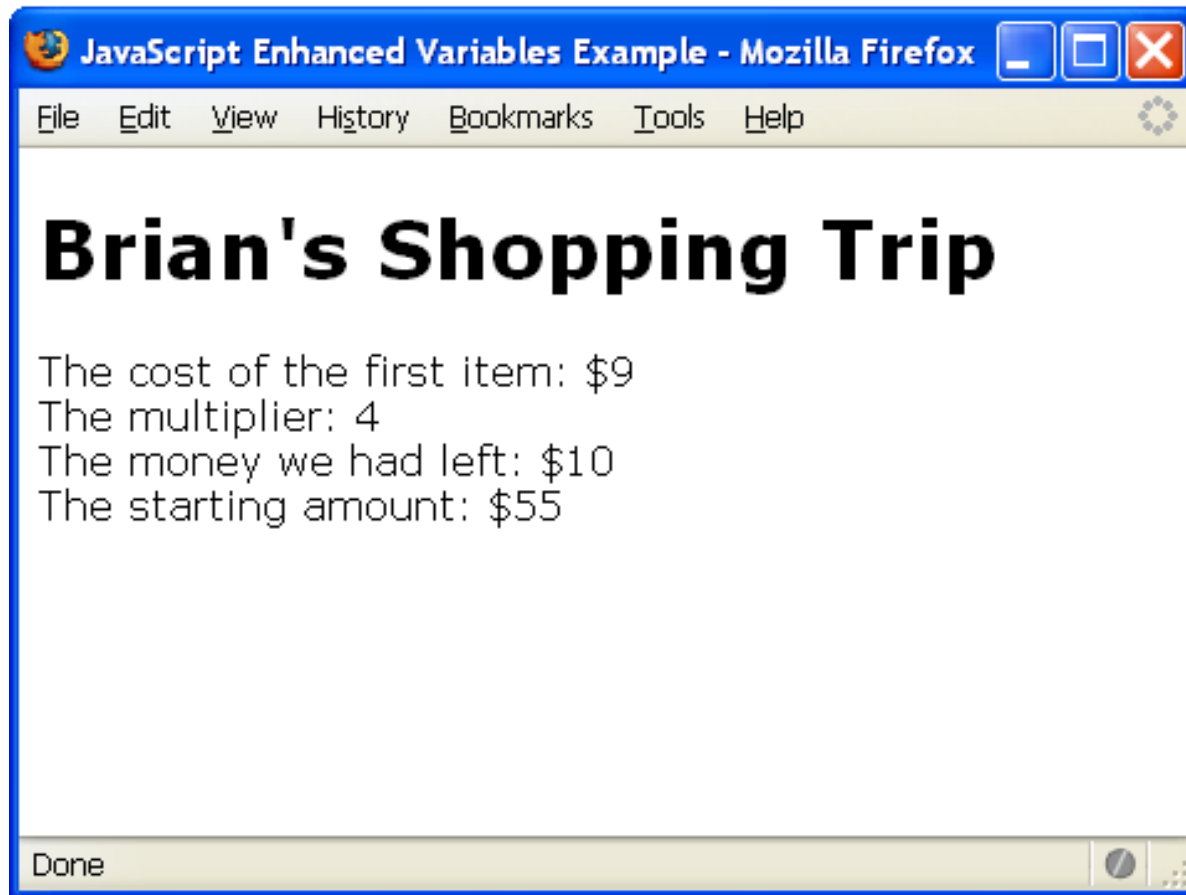 JavaScript Enhanced Variables Example - Mozilla Firefox
File Edit View History Bookmarks Tools Help
Brian's Shopping Trip
The cost of the first item: $9
The multiplier: 4
The money we had left: $10
The starting amount: $55
Done